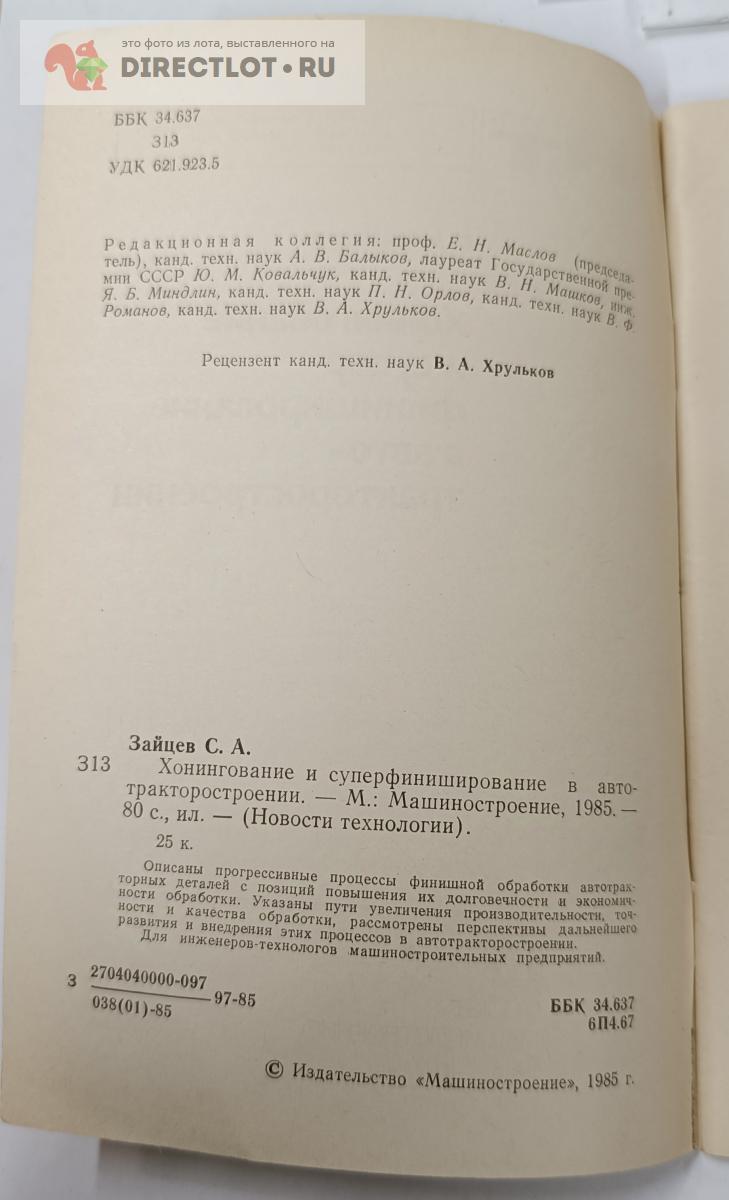 это фото из лота, выставленного на
DIRECTLOT.RU
ББК 34.637
З13
УДК 621.923.5
Редакционная коллегия: проф. Е. Н. Маслов (председа-
тель), канд. техн. наук А. В. Балыков, лауреат Государственной пре-
мии СССР Ю. М. Ковальчук, канд. техн. наук В. Н. Машков, инж.
Я. Б. Миндлин, канд. техн. наук П. Н. Орлов, канд. техн. наук В. Ф.
Романов, канд. техн. наук В. А. Хрульков.
Рецензент канд. техн. наук В. А. Хрульков
Зайцев С. А.
З13 Хонингование и суперфиниширование в авто-
тракторостроении. — М.: Машиностроение, 1985. —
80 с., ил. — (Новости технологии).
25 к.
Описаны прогрессивные процессы финишной обработки автотрак-
торных деталей с позиций повышения их долговечности и экономич-
ности обработки. Указаны пути увеличения производительности, точ-
ности и качества обработки, рассмотрены перспективы дальнейшего
развития и внедрения этих процессов в автотракторостроении.
Для инженеров-технологов машиностроительных предприятий.
З 2704040000-097
038(01)-85 97-85
ББК 34.637
6П4.67
© Издательство «Машиностроение», 1985 г.